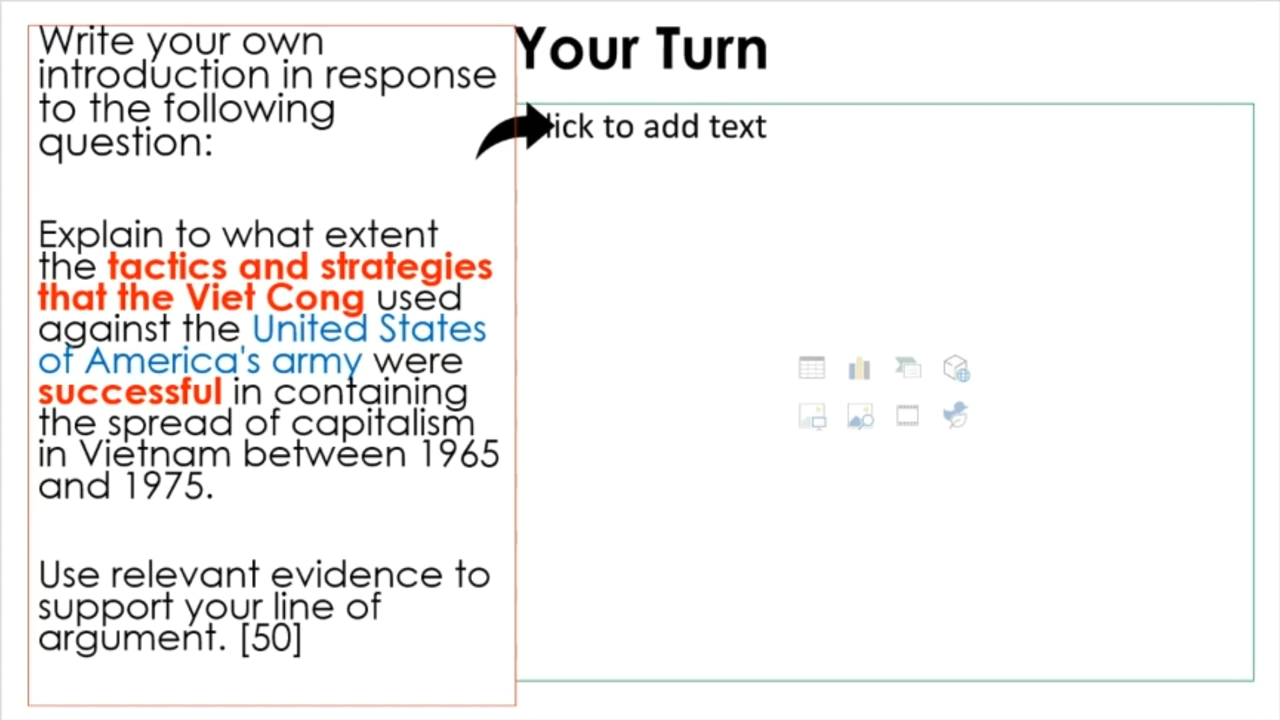 Write your own
introduction in response
to the following
question:
Explain to what extent
the tactics and strategies
that the Viet Cong used
against the United States
of America's army were
successful in containing
the spread of capitalism
in Vietnam between 1965
and 1975.
Use relevant evidence to
support your line of
argument. [50]
Your Turn
lick to add text